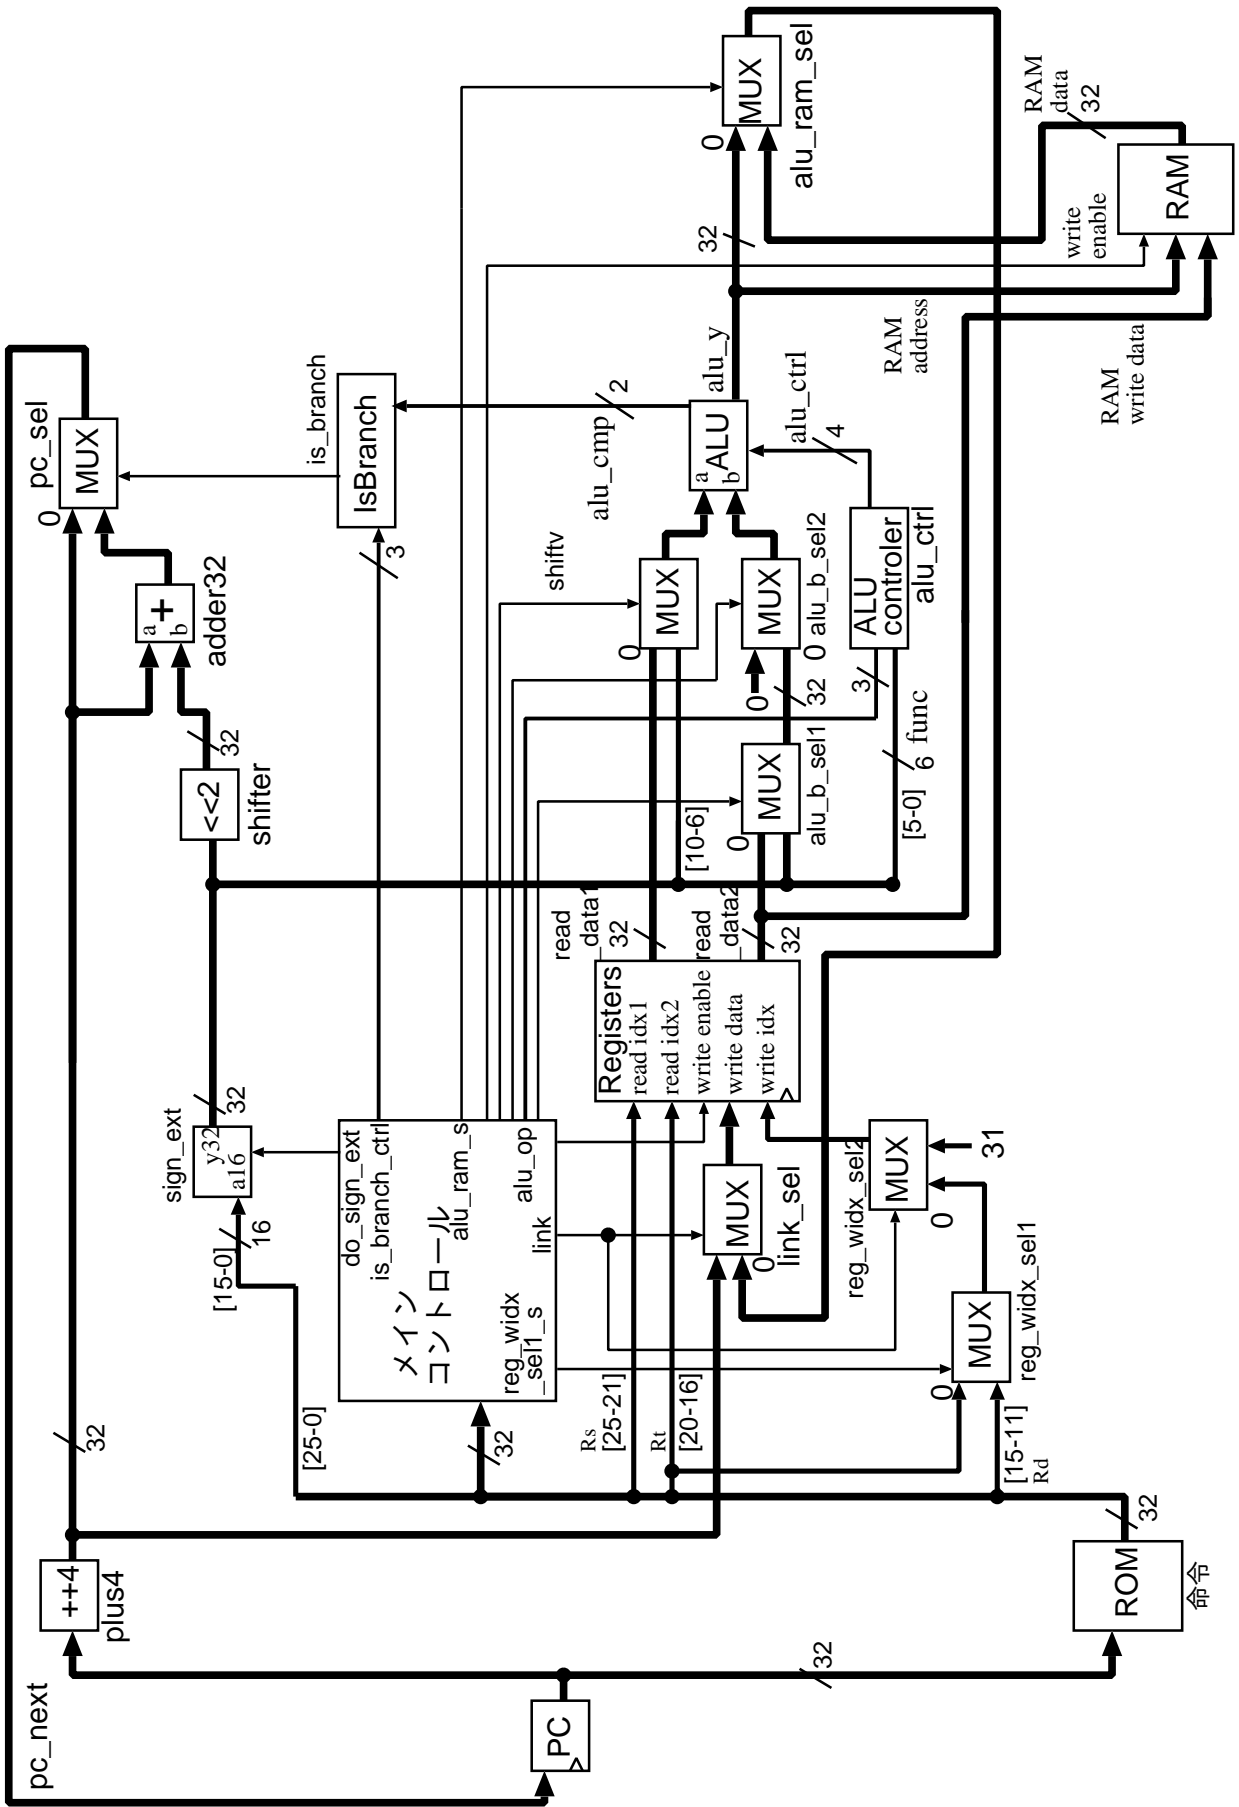 pc_next
PC
32
++4
plus4
32
ROM
命令
32
[25-0]
[15-0]
16
sign_ext
a16
y32
32
<<2
shifter
32
a
b
+
adder32
0
MUX
pc_sel
do_sign_ext
is_branch_ctrl
メイン
コントロール
alu_ram_s
alu_op
link
reg_widx
_sel1_s
32
Rs
[25-21]
Rt
[20-16]
[15-11]
Rd
0
MUX
reg_widx_sel1
0
31
MUX
reg_widx_sel2
0
MUX
link_sel
Registers
read idx1
read idx2
write enable
write data
write idx
read
_data1
32
read
_data2
32
[10-6]
[5-0]
6
func
3
0
MUX
alu_b_sel1
32
0
0
MUX
alu_b_sel2
0
MUX
shiftv
ALU
controler
alu_ctrl
4
alu_ctrl
a
b
ALU
alu_y
alu_cmp
2
3
IsBranch
is_branch
32
0
MUX
alu_ram_sel
RAM
address
RAM
write data
write
enable
RAM
RAM
data
32